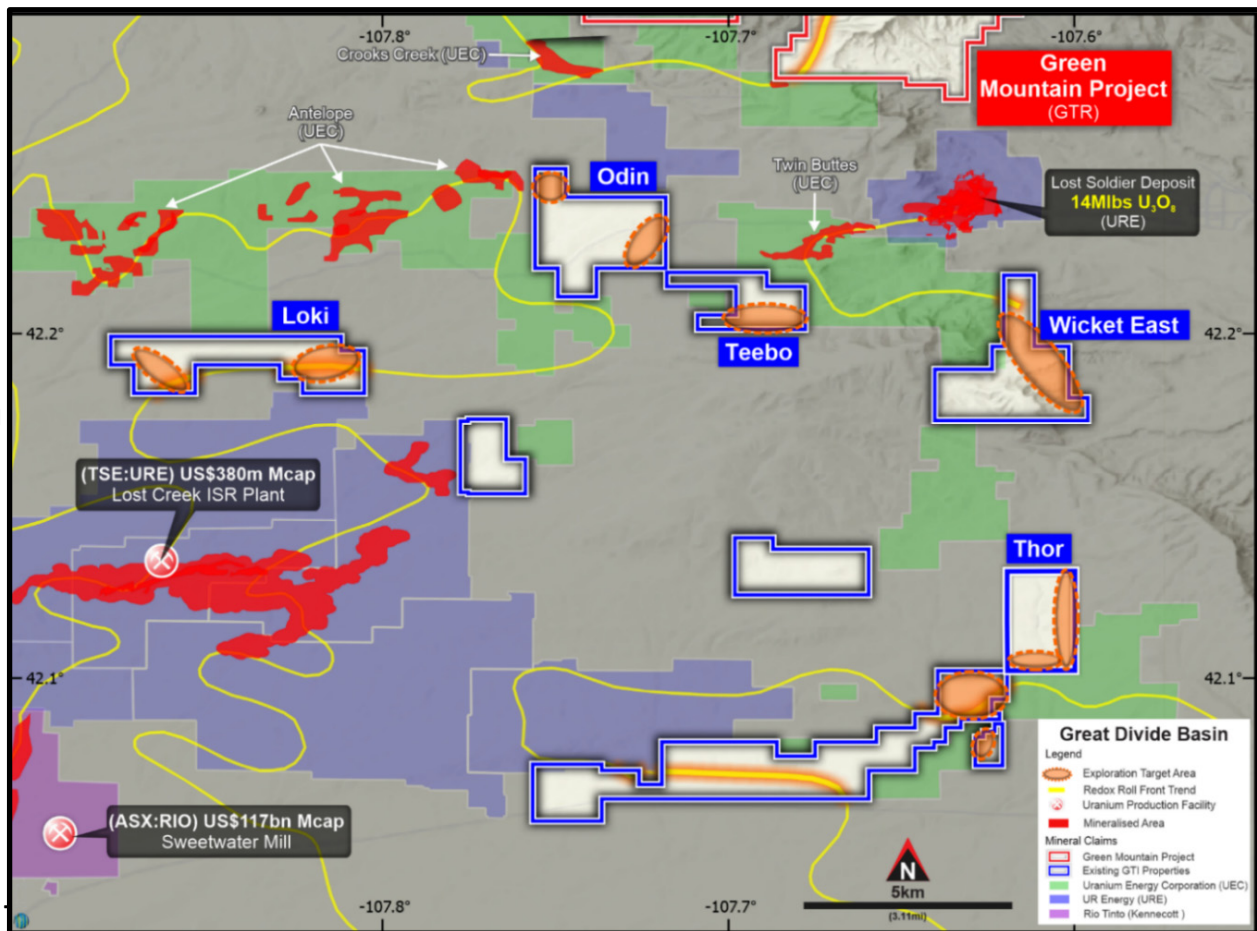 -107.8°
-107.7°
-107.6°
Crooks Creek (UEC)
Green
Mountain Project
(GTR)
Antelope
(UEC)
Odin
Twin Buttes
(UEC)
Lost Soldier Deposit
14Mlbs U₃O₈
(URE)
42.2°
42.2°
Loki
Teebo
Wicket East
(TSE:URE) US$380m Mcap
Lost Creek ISR Plant
Thor
42.1°
42.1°
(ASX:RIO) US$117bn Mcap
Sweetwater Mill
Great Divide Basin
Legend
Exploration Target Area
Redox Roll Front Trend
Uranium Production Facility
Mineralised Area
Mineral Claims
Green Mountain Project
Existing GTI Properties
Uranium Energy Corporation (UEC)
UR Energy (URE)
Rio Tinto (Kennecott )
N
5km
(3.11mi)
-107.8°
-107.7°
-107.6°